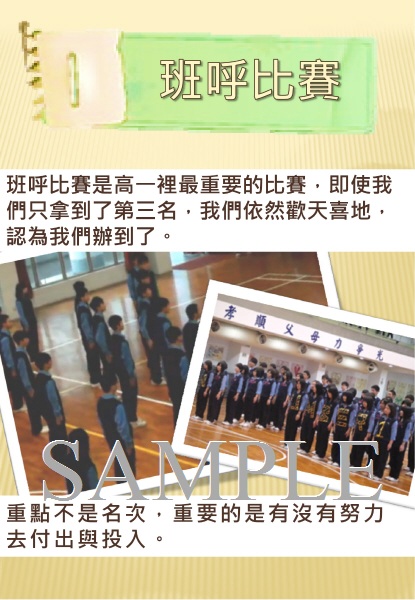 班呼比賽
班呼比賽是高一裡最重要的比賽，即使我
們只拿到了第三名，我們依然歡天喜地，
認為我們辦到了。
孝順父母力爭光
SAMPLE
重點不是名次，重要的是有沒有努力
去付出與投入。